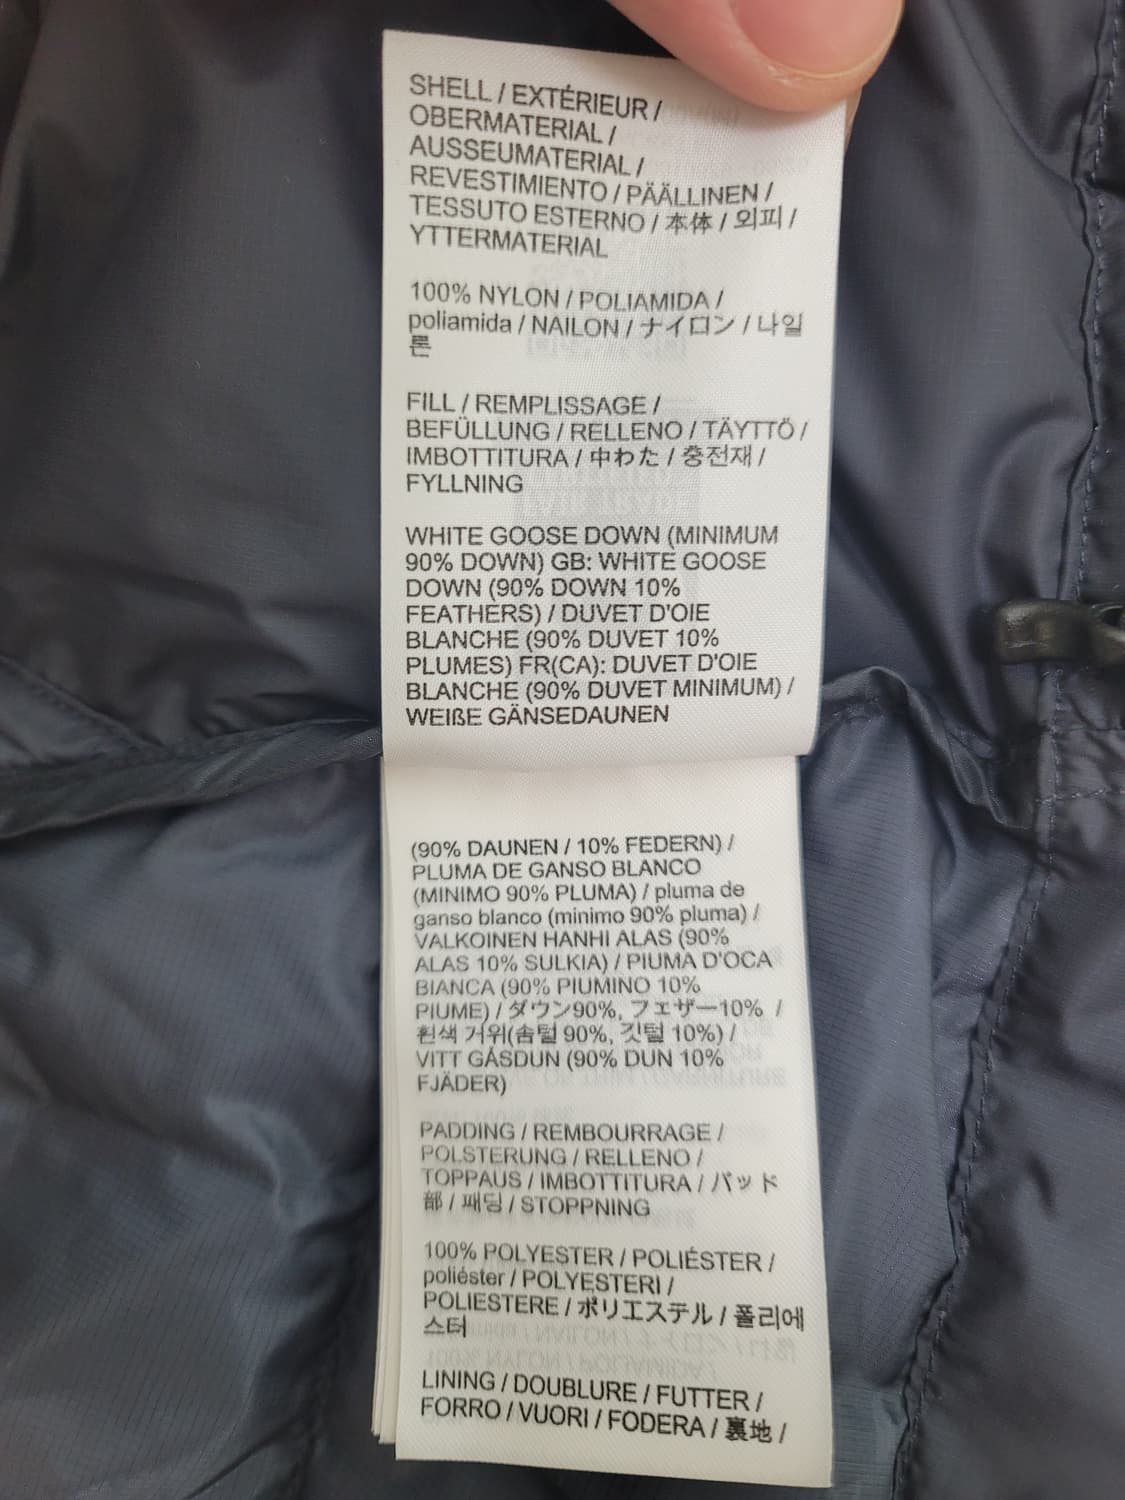 SHELL / EXTÉRIEUR /
OBERMATERIAL /
AUSSEUMATERIAL /
REVESTIMIENTO / PÄÄLLINEN /
TESSUTO ESTERNO / 本体 / 외피 /
YTTERMATERIAL
100% NYLON / POLIAMIDA /
poliamida / NAILON / ナイロン / 나일
론
FILL / REMPLISSAGE /
BEFÜLLUNG / RELLENO / TÄYTTÖ /
IMBOTTITURA / 中わた / 충전재 /
FYLLNING
WHITE GOOSE DOWN (MINIMUM
90% DOWN) GB: WHITE GOOSE
DOWN (90% DOWN 10%
FEATHERS) / DUVET D'OIE
BLANCHE (90% DUVET 10%
PLUMES) FR(CA): DUVET D'OIE
BLANCHE (90% DUVET MINIMUM) /
WEIßE GÄNSEDAUNEN
(90% DAUNEN / 10% FEDERN) /
PLUMA DE GANSO BLANCO
(MINIMO 90% PLUMA) / pluma de
ganso blanco (minimo 90% pluma) /
VALKOINEN HANHI ALAS (90%
ALAS 10% SULKIA) / PIUMA D'OCA
BIANCA (90% PIUMINO 10%
PIUME) / ダウン90%, フェザー10% /
흰색 거위(솜털 90%, 깃털 10%) /
VITT GÅSDUN (90% DUN 10%
FJÄDER)
PADDING / REMBOURRAGE /
POLSTERUNG / RELLENO /
TOPPAUS / IMBOTTITURA / パッド
部 / 패딩 / STOPPNING
100% POLYESTER / POLIÉSTER /
poliéster / POLYESTERI /
POLIESTERE / ポリエステル / 폴리에
스터
LINING / DOUBLURE / FUTTER /
FORRO / VUORI / FODERA / 裏地 /